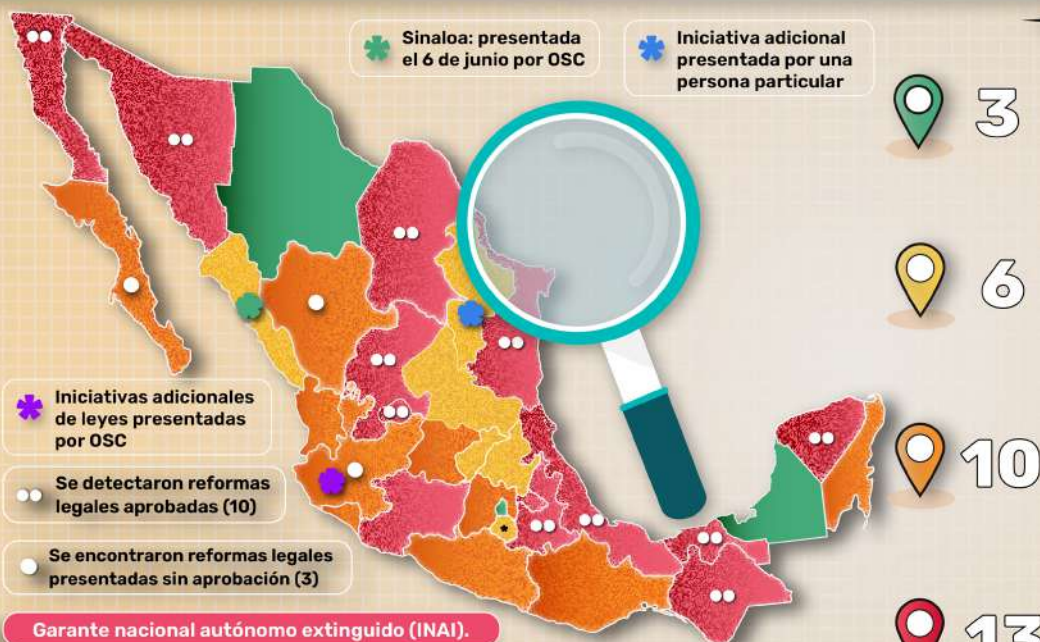 Sinaloa: presentada
el 6 de junio por OSC
Iniciativa adicional
presentada por una
persona particular
3
6
10
13
Iniciativas adicionales
de leyes presentadas
por OSC
Se detectaron reformas
legales aprobadas (10)
Se encontraron reformas legales
presentadas sin aprobación (3)
Garante nacional autónomo extinguido (INAI).